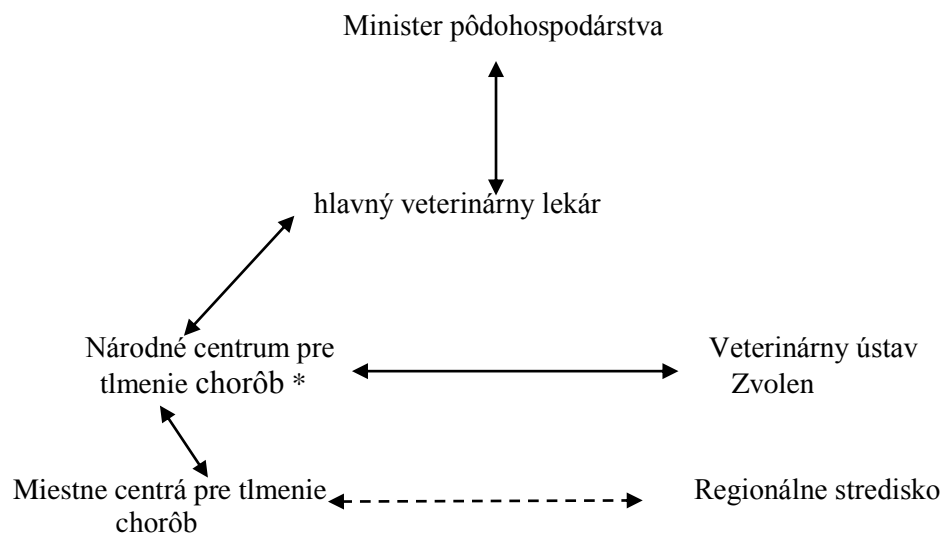 Minister pôdohospodárstva
hlavný veterinárny lekár
Národné centrum pre
tlmenie chorôb *
Veterinárny ústav
Zvolen
Miestne centrá pre tlmenie
chorôb
Regionálne stredisko